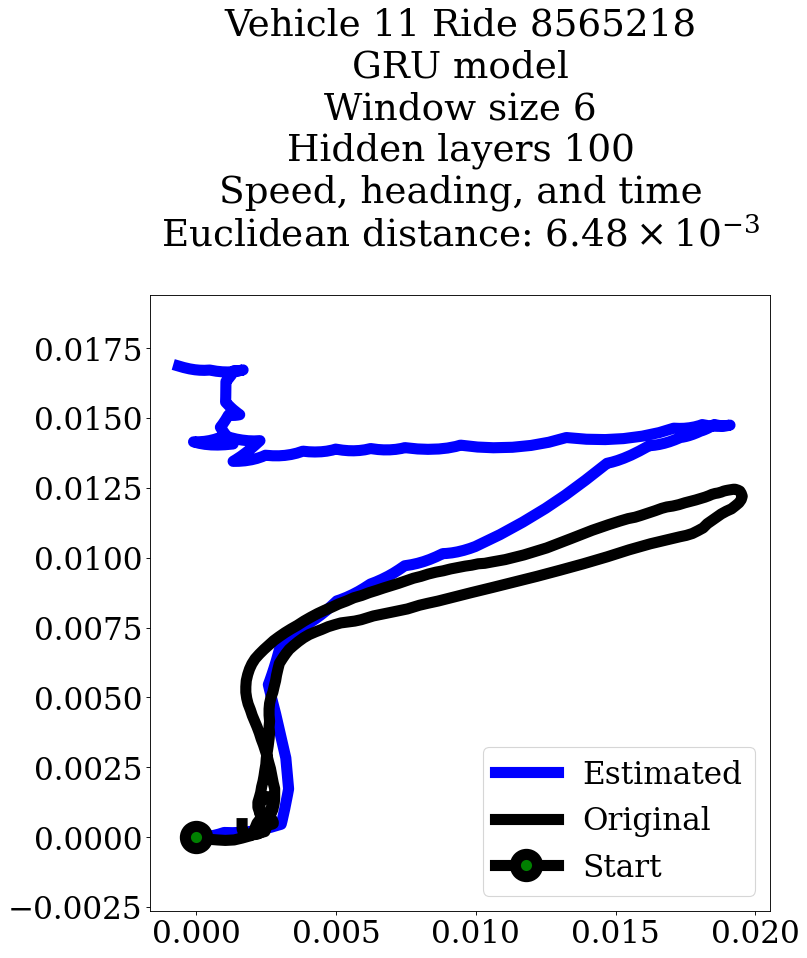 Vehicle 11 Ride 8565218
GRU model
Window size 6
Hidden layers 100
Speed, heading, and time
Euclidean distance: 6.48 × 10⁻³
0.0175
0.0150
0.0125
0.0100
0.0075
0.0050
0.0025
0.0000
−0.0025
Estimated
Original
Start
0.000 0.005 0.010 0.015 0.020